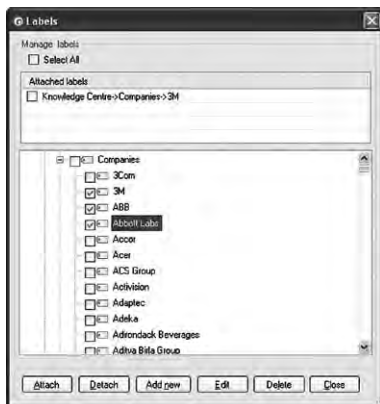 Labels
Manage labels
Select All
Attached labels
Knowledge Centre->Companies->3M
Companies
3Com
3M
ABB
Abbott Labs
Accor
Acer
ACS Group
Activision
Adaptec
Adeka
Adirondack Beverages
Aditya Birla Group
Attach Detach Add new Edit Delete Close